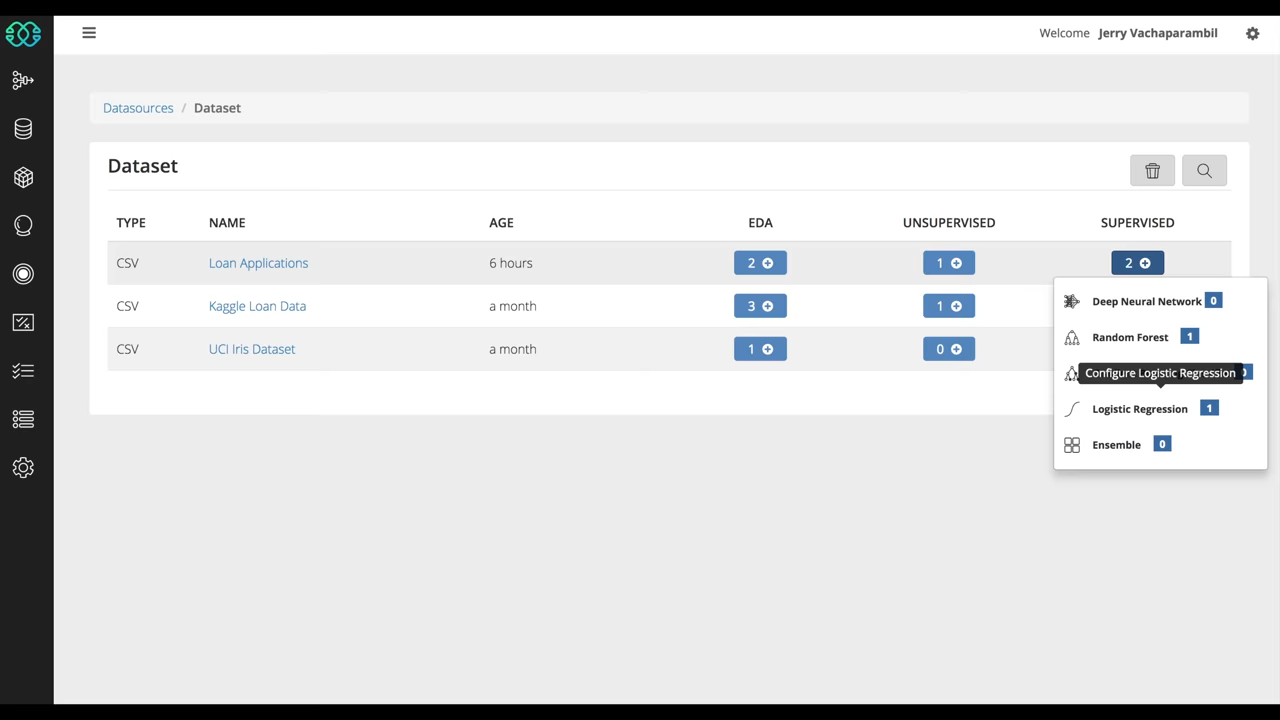 Welcome Jerry Vachaparambil
Datasources / Dataset
Dataset
TYPE NAME AGE EDA UNSUPERVISED SUPERVISED
CSV Loan Applications 6 hours 2 1 2
CSV Kaggle Loan Data a month 3 1
CSV UCI Iris Dataset a month 1 0
Deep Neural Network 0
Random Forest 1
Configure Logistic Regression
Logistic Regression 1
Ensemble 0